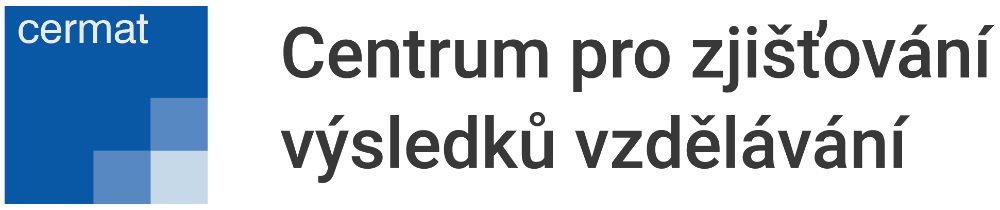 cermat
Centrum pro zjišťování
výsledků vzdělávání